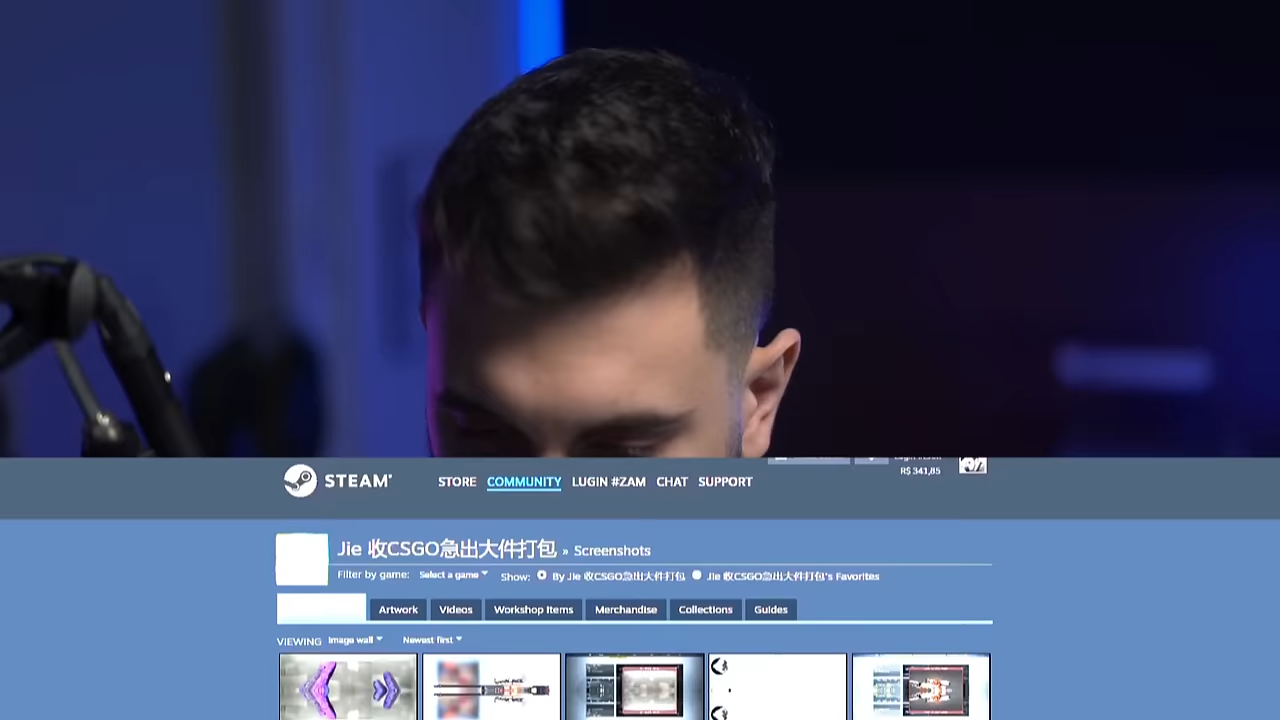 STEAM
STORE COMMUNITY LUGIN #ZAM CHAT SUPPORT
R$ 341,85
Jie 收CSGO急出大件打包 » Screenshots
Filter by game: Select a game Show: By Jie 收CSGO急出大件打包 Jie 收CSGO急出大件打包's Favorites
Artwork Videos Workshop Items Merchandise Collections Guides
VIEWING Image wall Newest first